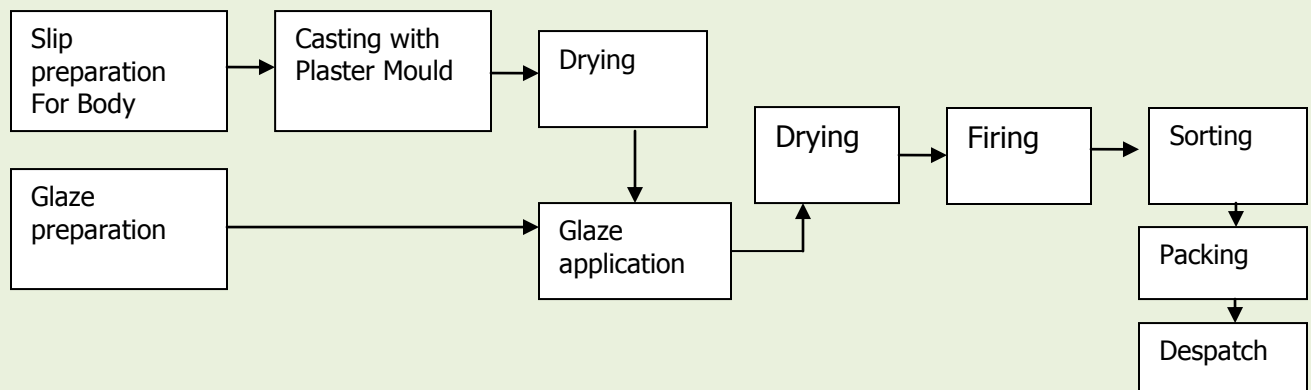 Slip
preparation
For Body
Casting with
Plaster Mould
Drying
Glaze
preparation
Glaze
application
Drying
Firing
Sorting
Packing
Despatch